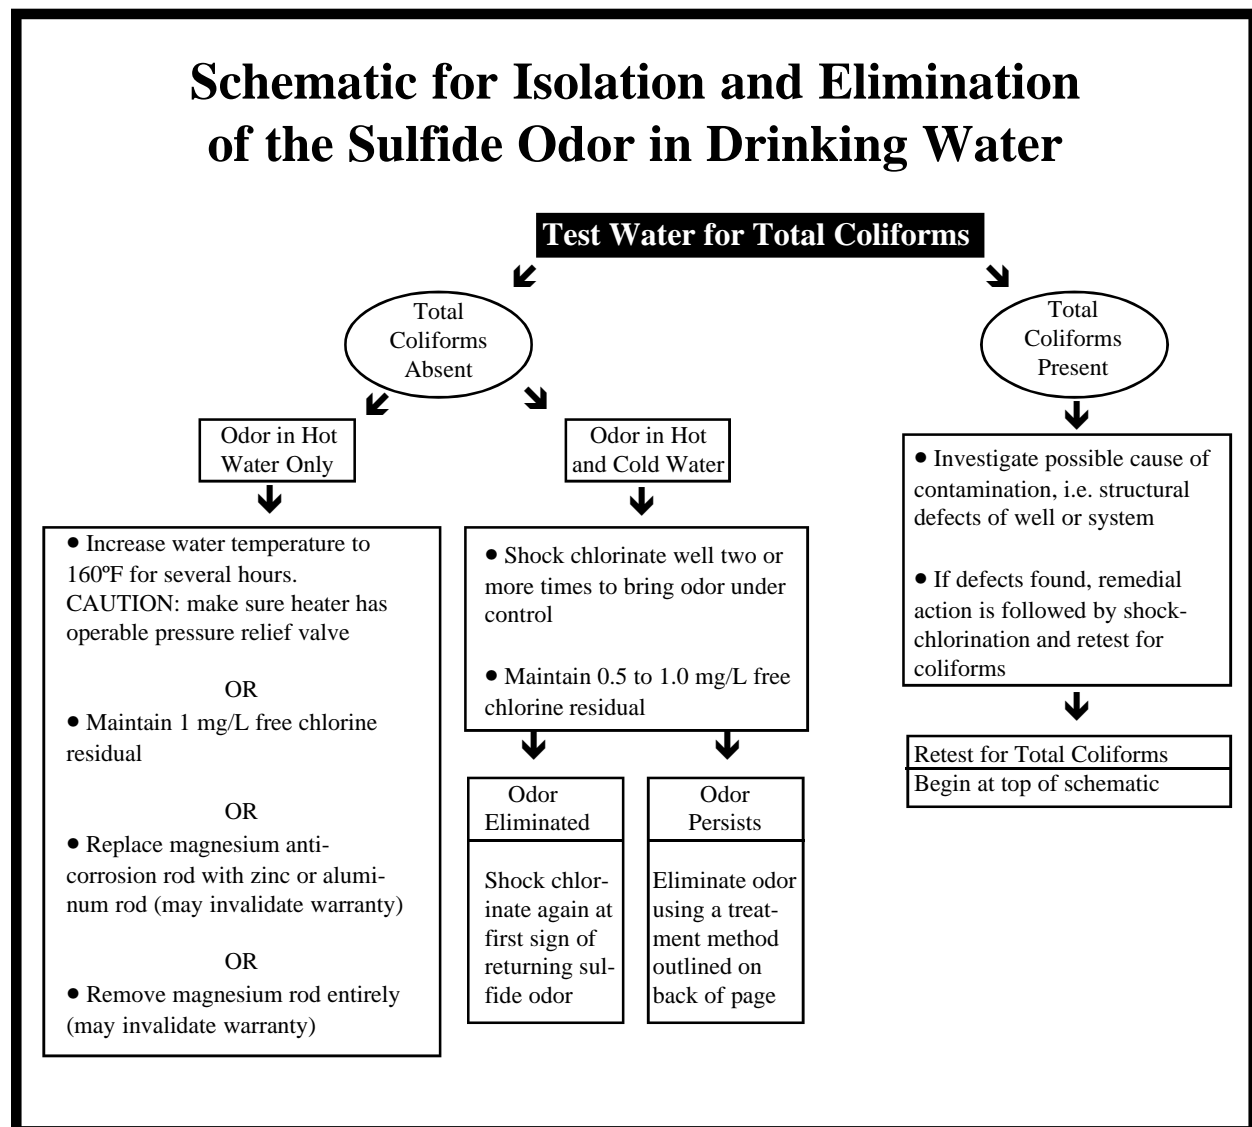 Schematic for Isolation and Elimination
of the Sulfide Odor in Drinking Water
Test Water for Total Coliforms
Total
Coliforms
Absent
Total
Coliforms
Present
Odor in Hot
Water Only
Odor in Hot
and Cold Water
● Increase water temperature to
160ºF for several hours.
CAUTION: make sure heater has
operable pressure relief valve
OR
● Maintain 1 mg/L free chlorine
residual
OR
● Replace magnesium anti-
corrosion rod with zinc or alumi-
num rod (may invalidate warranty)
OR
● Remove magnesium rod entirely
(may invalidate warranty)
● Shock chlorinate well two or
more times to bring odor under
control
● Maintain 0.5 to 1.0 mg/L free
chlorine residual
Odor
Eliminated
Shock chlor-
inate again at
first sign of
returning sul-
fide odor
Odor
Persists
Eliminate odor
using a treat-
ment method
outlined on
back of page
● Investigate possible cause of
contamination, i.e. structural
defects of well or system
● If defects found, remedial
action is followed by shock-
chlorination and retest for
coliforms
Retest for Total Coliforms
Begin at top of schematic